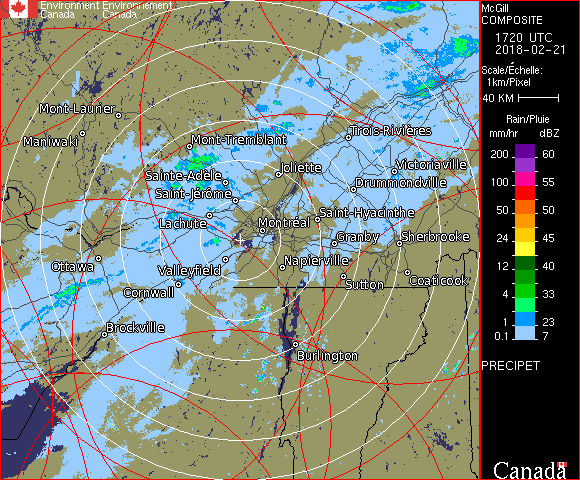 Environment Environnement
Canada Canada
McGill
COMPOSITE
1720 UTC
2018-02-21
Scale/Échelle:
1km/Pixel
40 KM
Rain/Pluie
mm/hr dBZ
200 60
100 55
50 50
24 45
12 40
4 33
1 23
0.1 7
PRECIPET
Canada
Mont-Laurier
Maniwaki
Mont-Tremblant
Trois-Rivières
Joliette
Victoriaville
Sainte-Adèle
Drummondville
Saint-Jérôme
Lachute
Montréal
Saint-Hyacinthe
Granby
Sherbrooke
Ottawa
Valleyfield
Napierville
Cornwall
Sutton
Coaticook
Brockville
Burlington